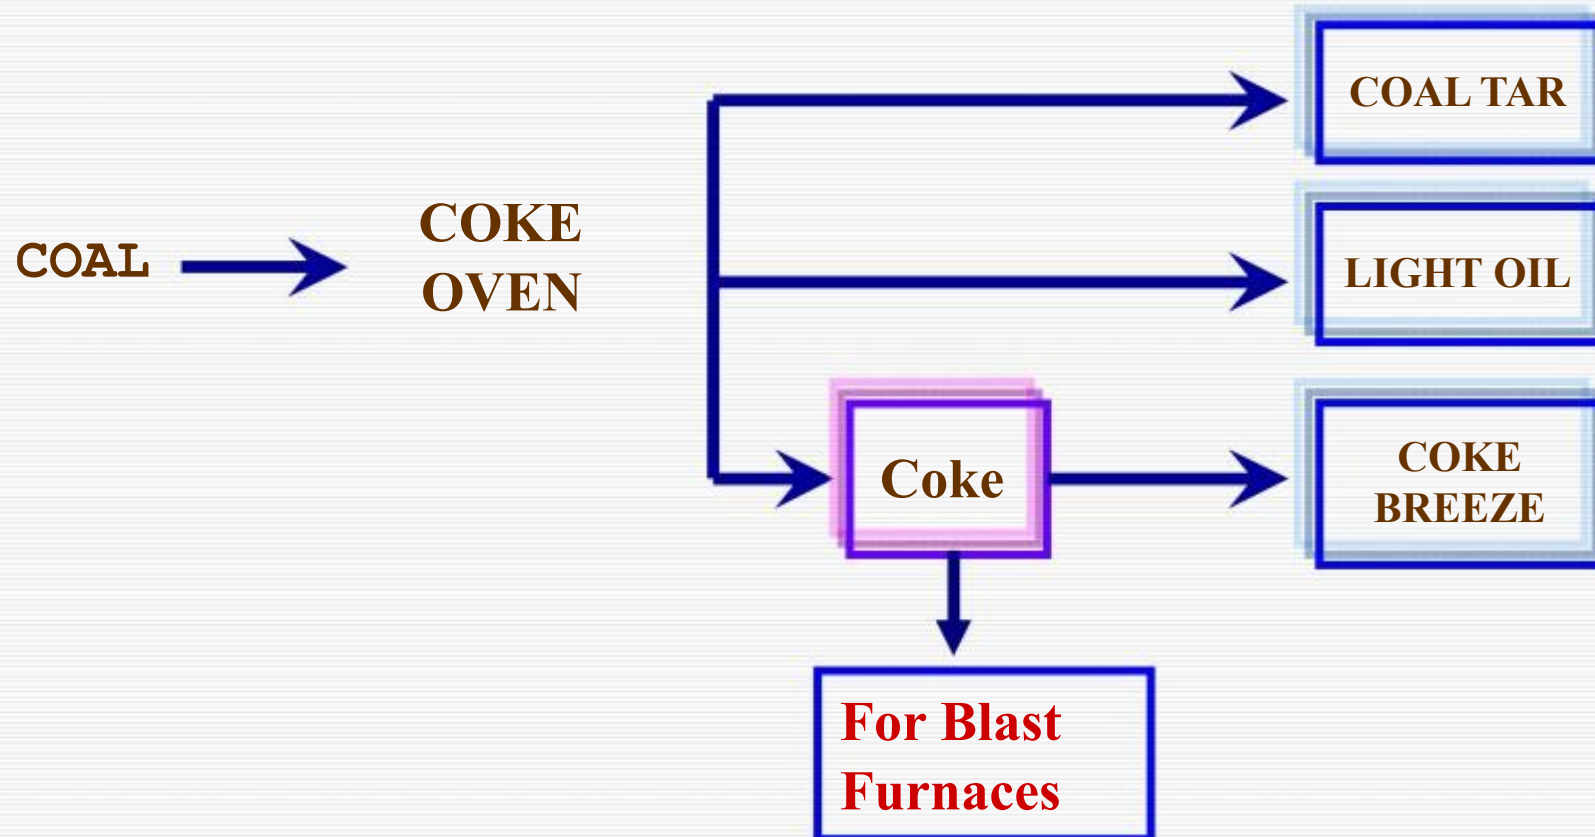 COAL
COKE
OVEN
COAL TAR
LIGHT OIL
Coke
COKE
BREEZE
For Blast
Furnaces